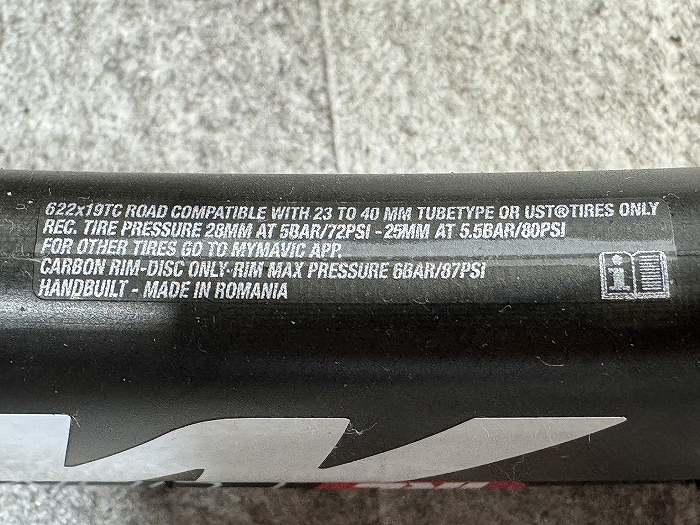 622x19TC ROAD COMPATIBLE WITH 23 TO 40 MM TUBETYPE OR UST®TIRES ONLY
REC. TIRE PRESSURE 28MM AT 5BAR/72PSI - 25MM AT 5.5BAR/80PSI
FOR OTHER TIRES GO TO MYMAVIC APP.
CARBON RIM-DISC ONLY-RIM MAX PRESSURE 6BAR/87PSI
HANDBUILT - MADE IN ROMANIA